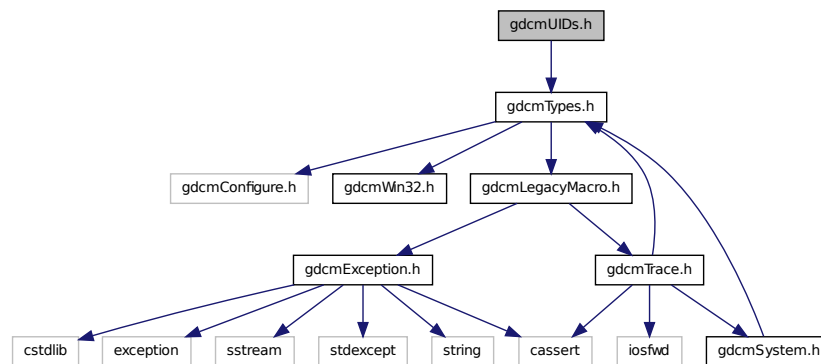 gdcmUIDs.h
gdcmTypes.h
gdcmConfigure.h
gdcmWin32.h
gdcmLegacyMacro.h
gdcmException.h
gdcmTrace.h
cstdlib
exception
sstream
stdexcept
string
cassert
iosfwd
gdcmSystem.h